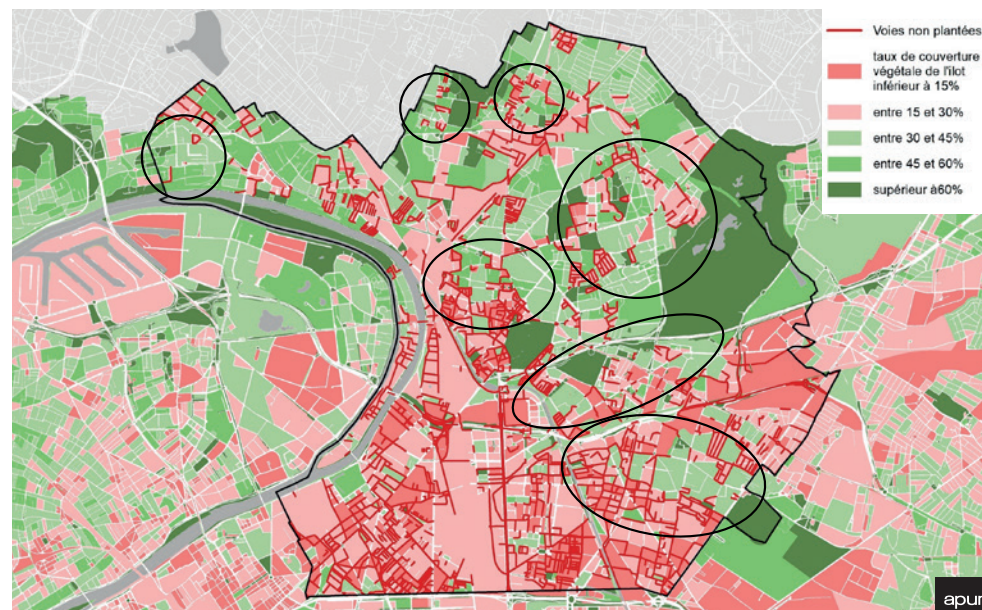 Voies non plantées
taux de couverture
végétale de l'îlot
inférieur à 15%
entre 15 et 30%
entre 30 et 45%
entre 45 et 60%
supérieur à60%
apur